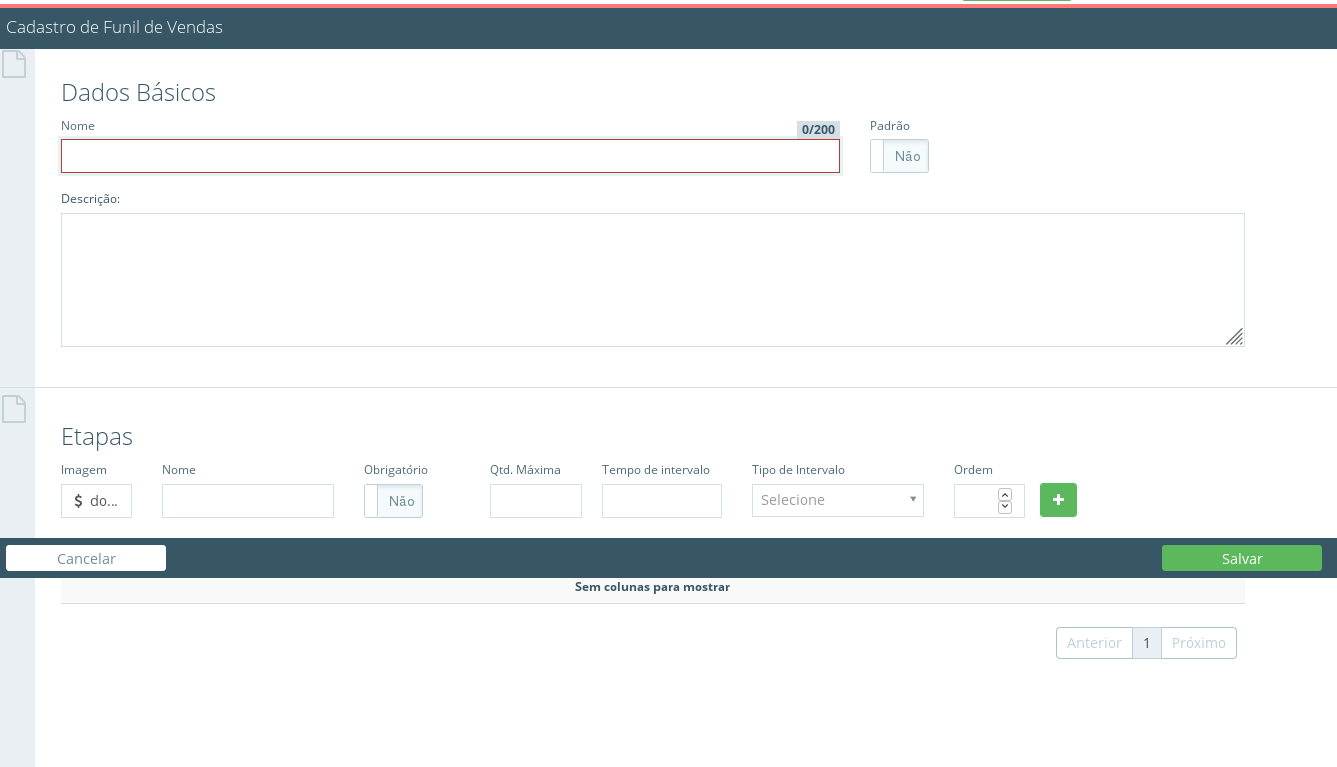 Cadastro de Funil de Vendas
Dados Básicos
Nome 0/200 Padrão
Não
Descrição:
Etapas
Imagem Nome Obrigatório Qtd. Máxima Tempo de intervalo Tipo de Intervalo Ordem
$ do... Não Selecione +
Cancelar Salvar
Sem colunas para mostrar
Anterior 1 Próximo